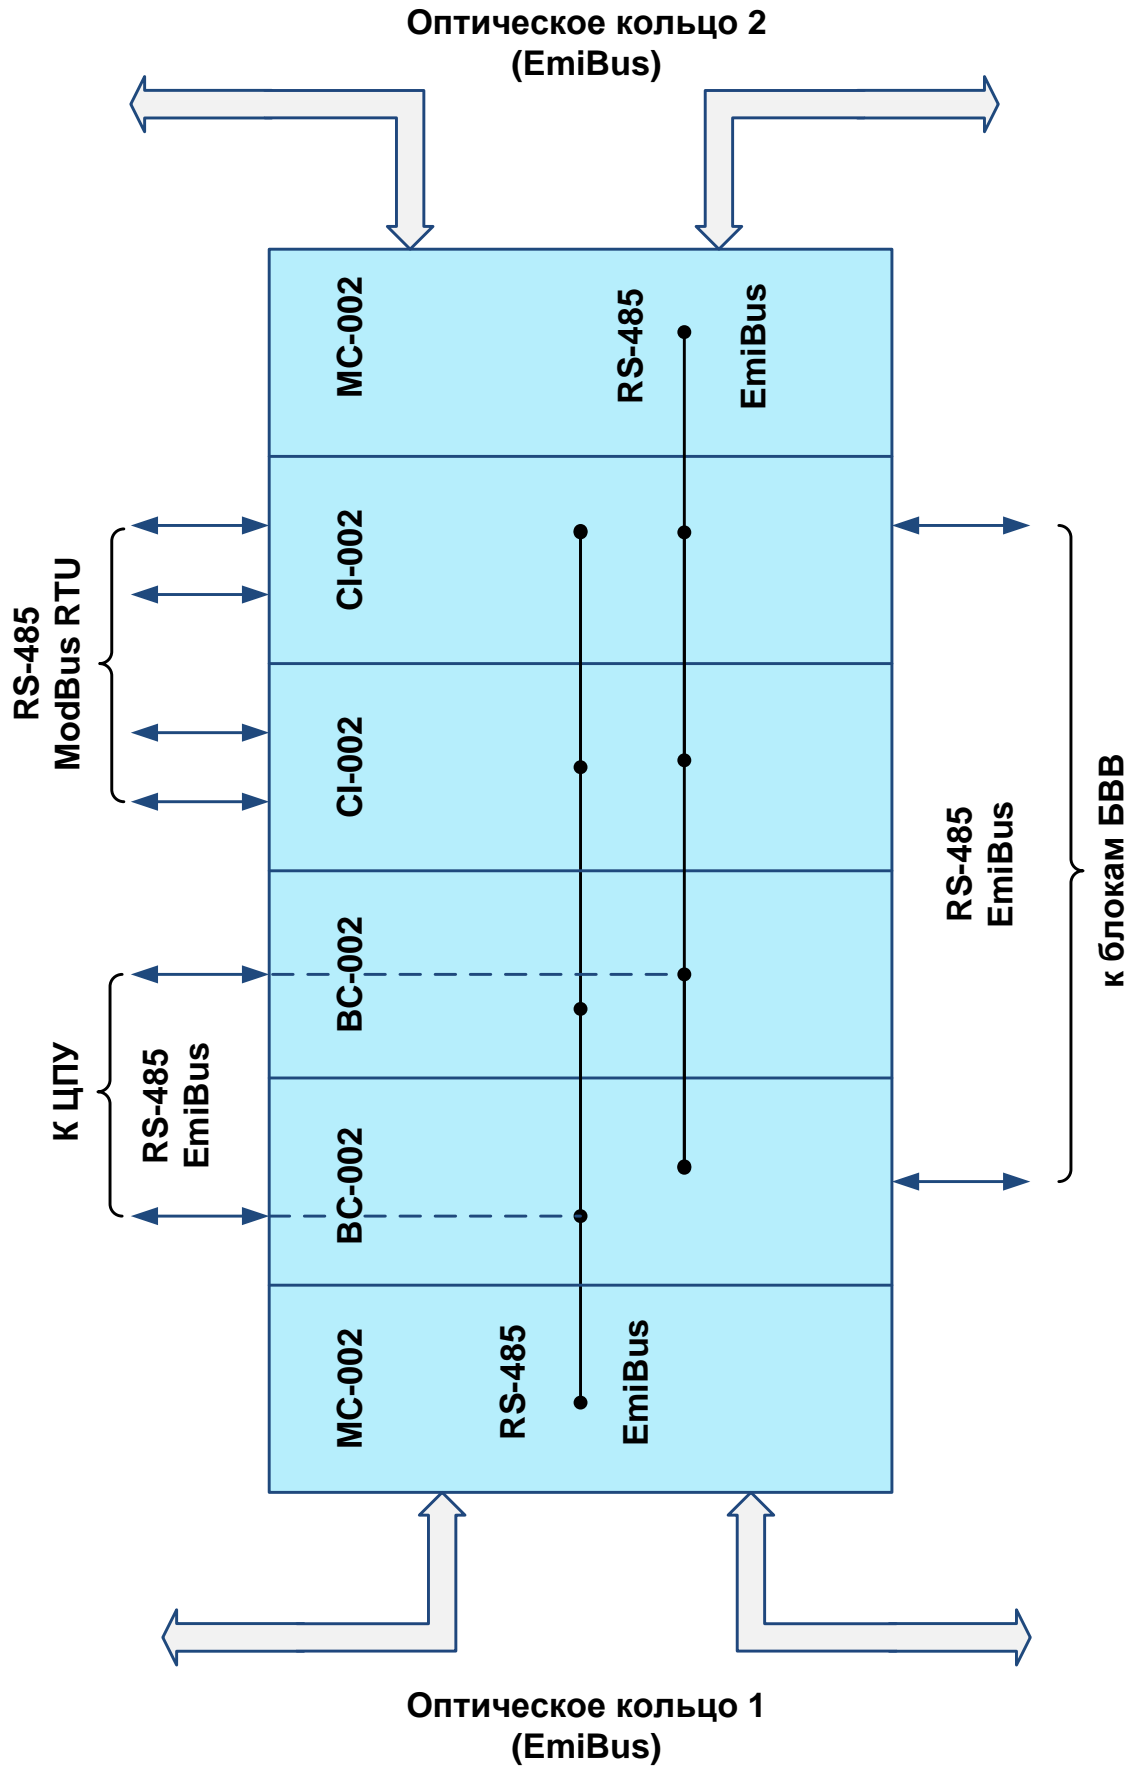 Оптическое кольцо 2
(EmiBus)
MC-002
RS-485
EmiBus
CI-002
RS-485
ModBus RTU
CI-002
RS-485
EmiBus
к блокам БВВ
BC-002
К ЦПУ
RS-485
EmiBus
BC-002
MC-002
RS-485
EmiBus
Оптическое кольцо 1
(EmiBus)